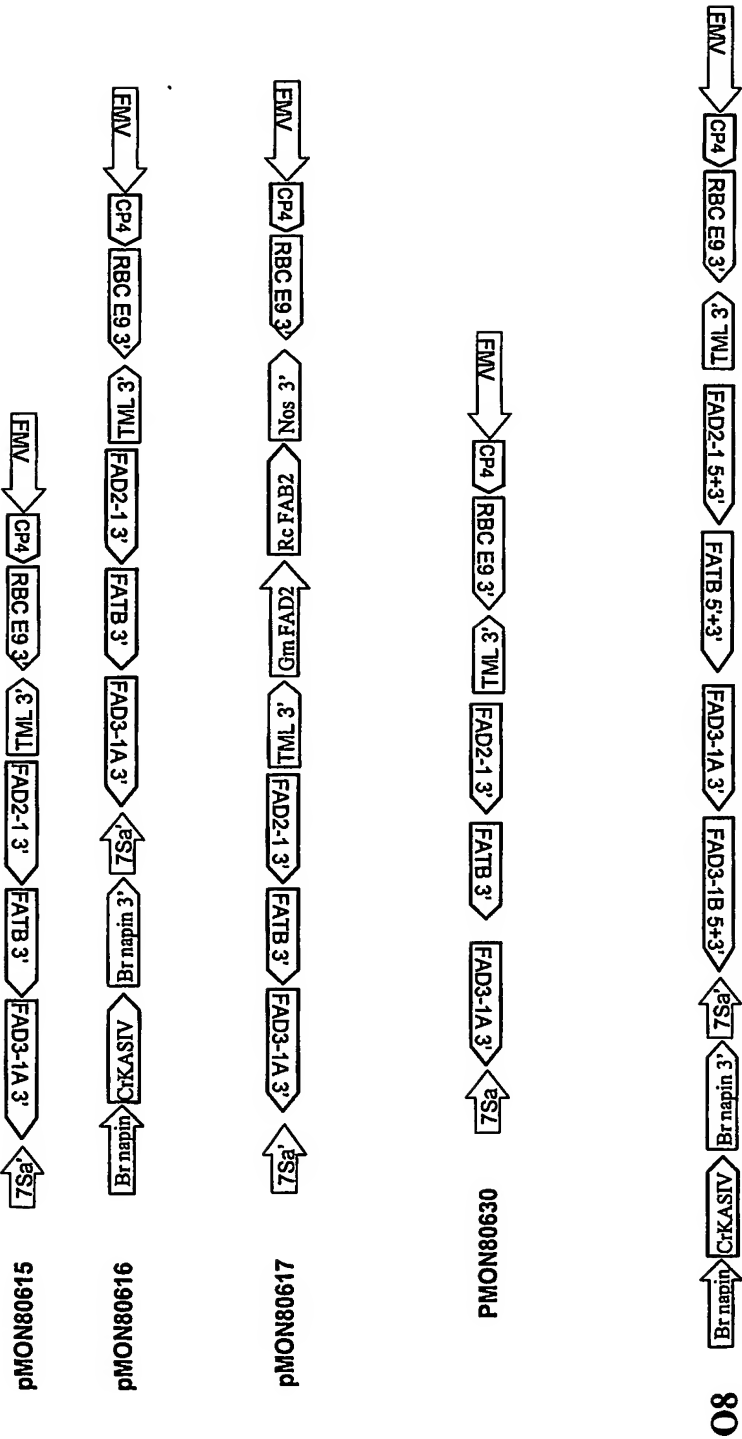 pMON80615
7Sa'
FAD3-1A 3'
FATB 3'
FAD2-1 3'
TML 3'
RBC E9 3'
CP4
FMV
pMON80616
Br napin
CrKASIV
Br napin 3'
7Sa'
FAD3-1A 3'
FATB 3'
FAD2-1 3'
TML 3'
RBC E9 3'
CP4
FMV
pMON80617
7Sa'
FAD3-1A 3'
FATB 3'
FAD2-1 3'
TML 3'
Gm FAD2
Rc FAB2
Nos 3'
RBC E9 3'
CP4
FMV
PMON80630
7Sa
FAD3-1A 3'
FATB 3'
FAD2-1 3'
TML 3'
RBC E9 3'
CP4
FMV
O8
Br napin
CrKASIV
Br napin 3'
7Sa'
FAD3-1B 5+3'
FAD3-1A 3'
FATB 5'+3'
FAD2-1 5+3'
TML 3'
RBC E9 3'
CP4
FMV